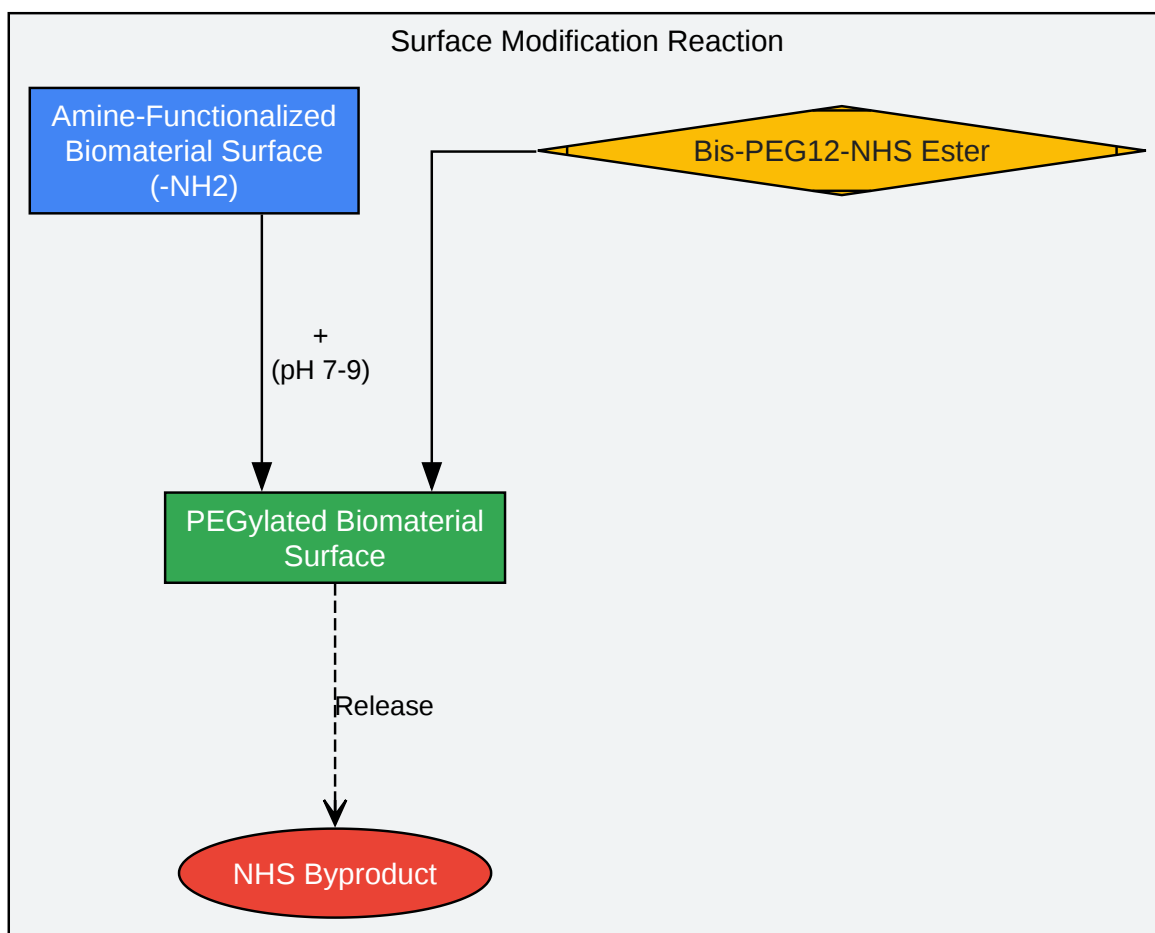 Surface Modification Reaction
Amine-Functionalized
Biomaterial Surface
(-NH2)
Bis-PEG12-NHS Ester
+
(pH 7-9)
PEGylated Biomaterial
Surface
Release
NHS Byproduct